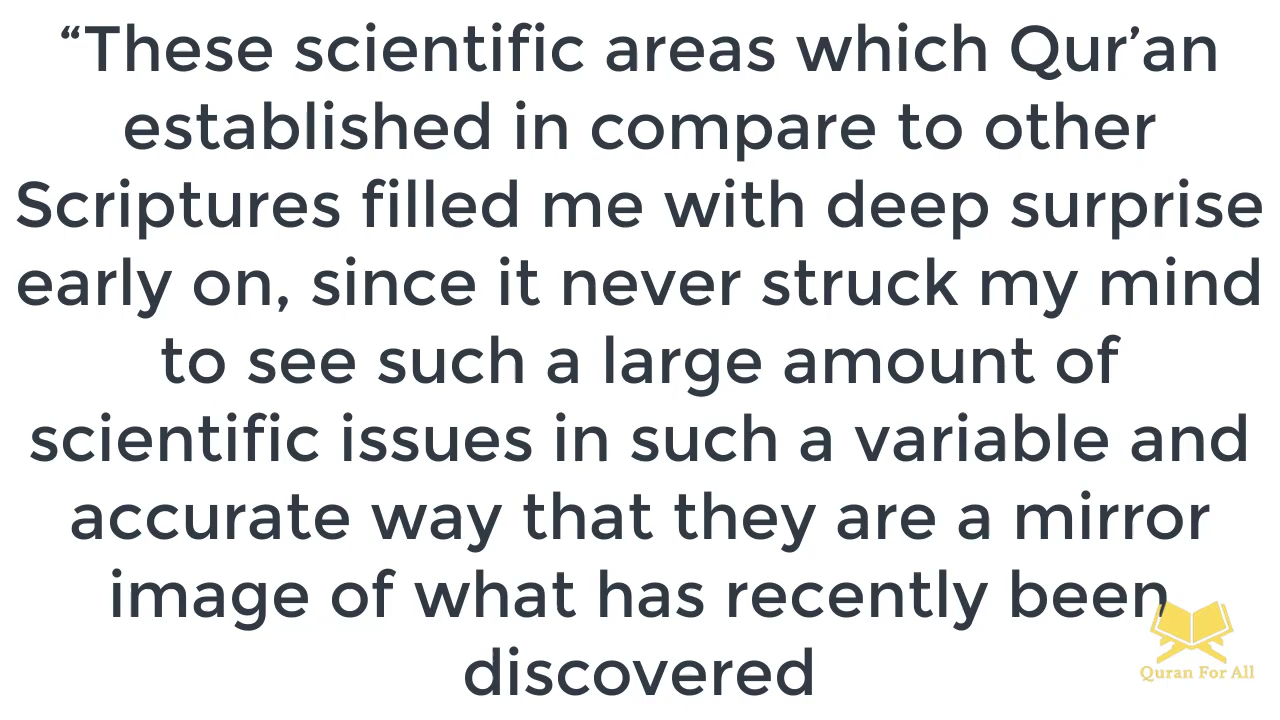 “These scientific areas which Qur’an
established in compare to other
Scriptures filled me with deep surprise
early on, since it never struck my mind
to see such a large amount of
scientific issues in such a variable and
accurate way that they are a mirror
image of what has recently been
discovered
Quran For All